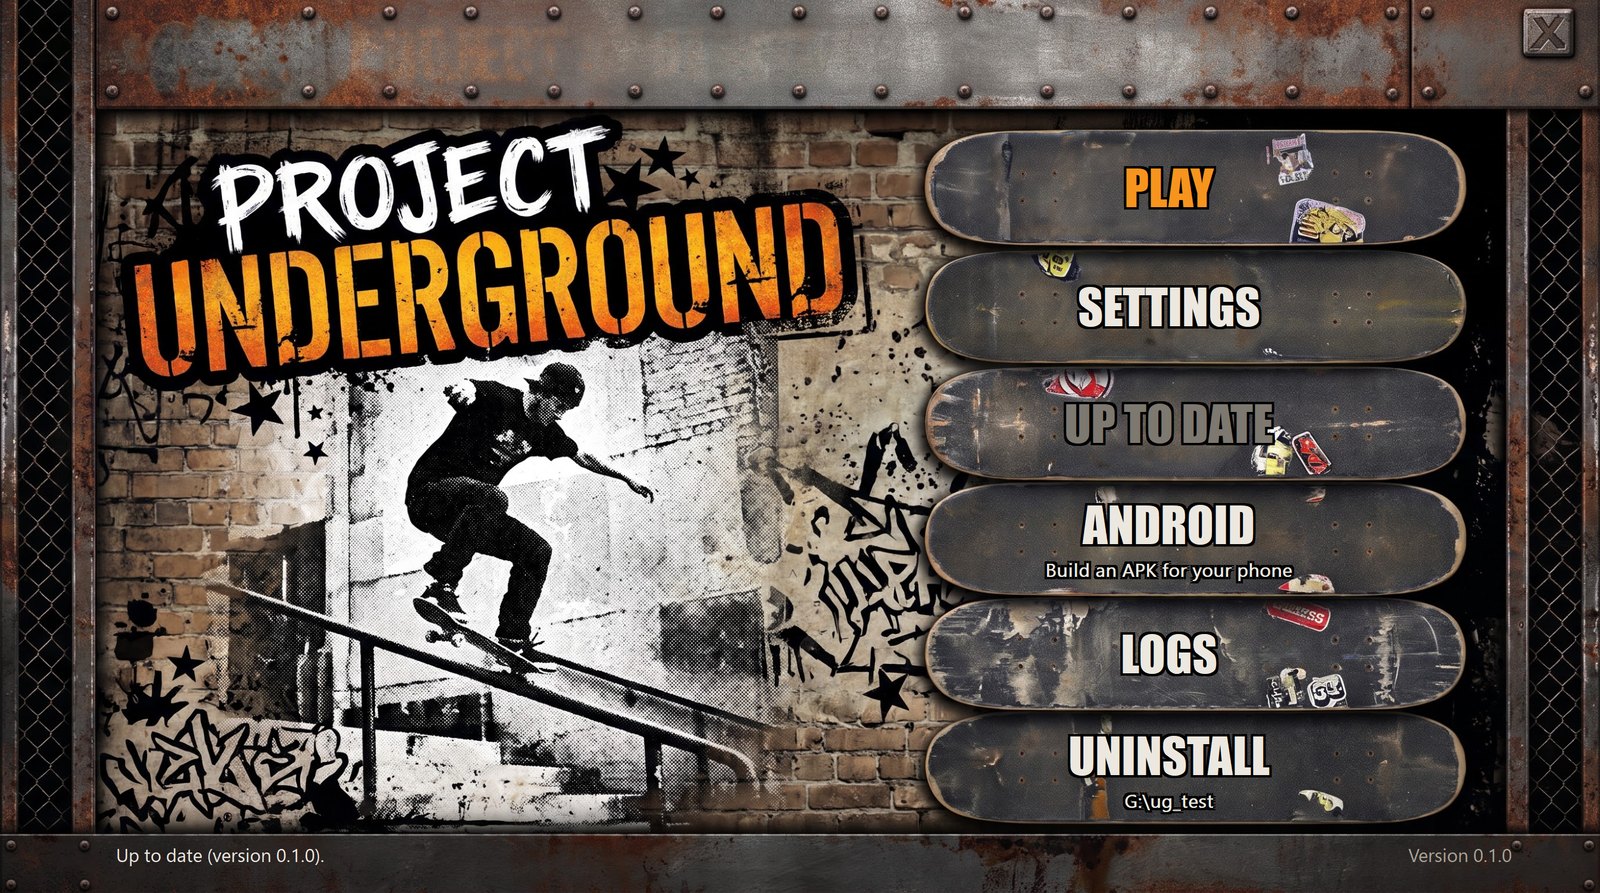 X
PROJECT
UNDERGROUND
PLAY
SETTINGS
UP TO DATE
ANDROID
Build an APK for your phone
LOGS
UNINSTALL
G:\ug_test
Up to date (version 0.1.0).
Version 0.1.0